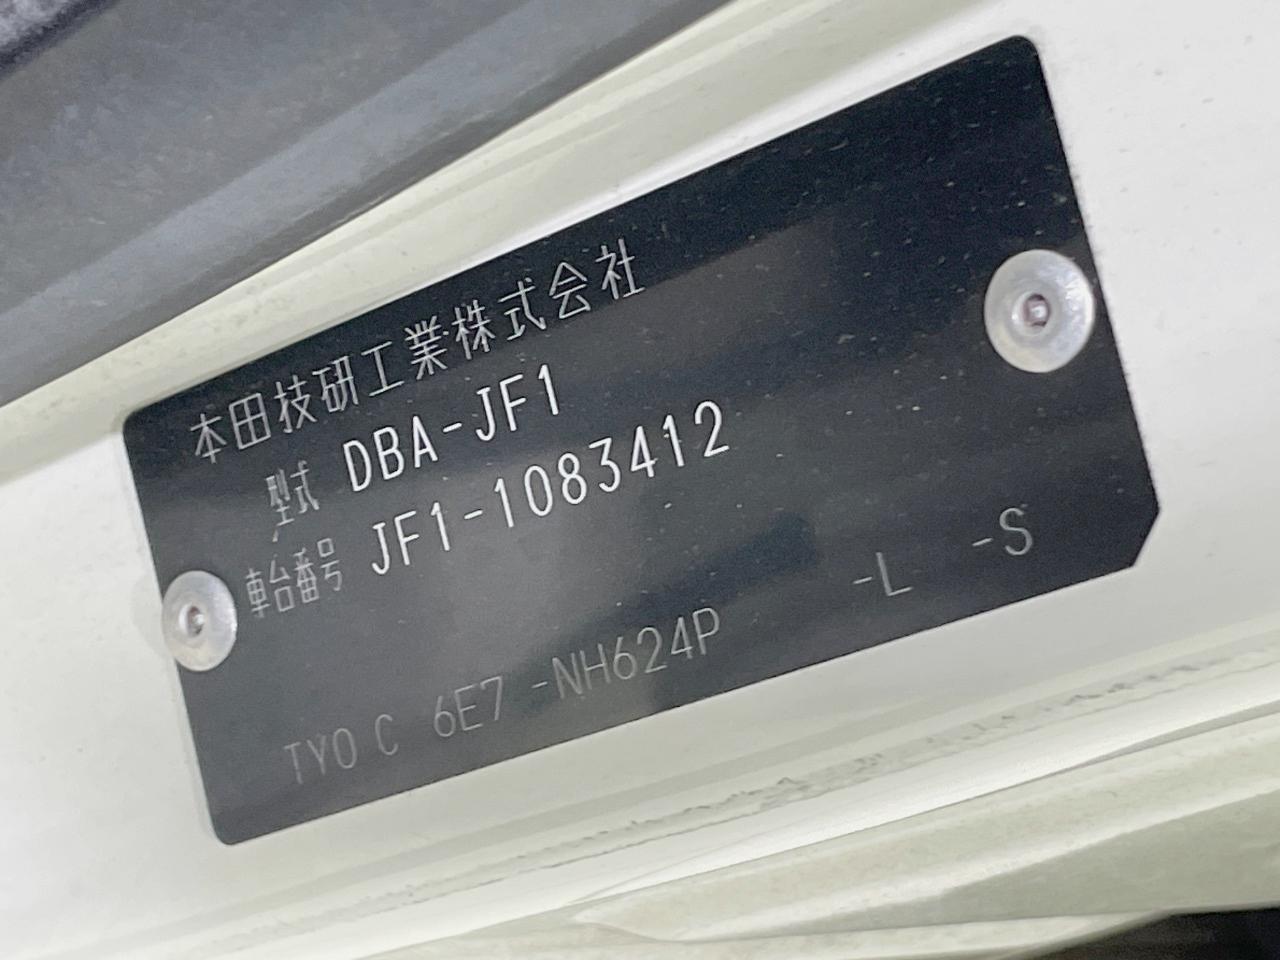 本田技研工業株式会社
型式 DBA-JF1
車台番号 JF1-1083412
TYO C 6E7 -NH624P -L -S